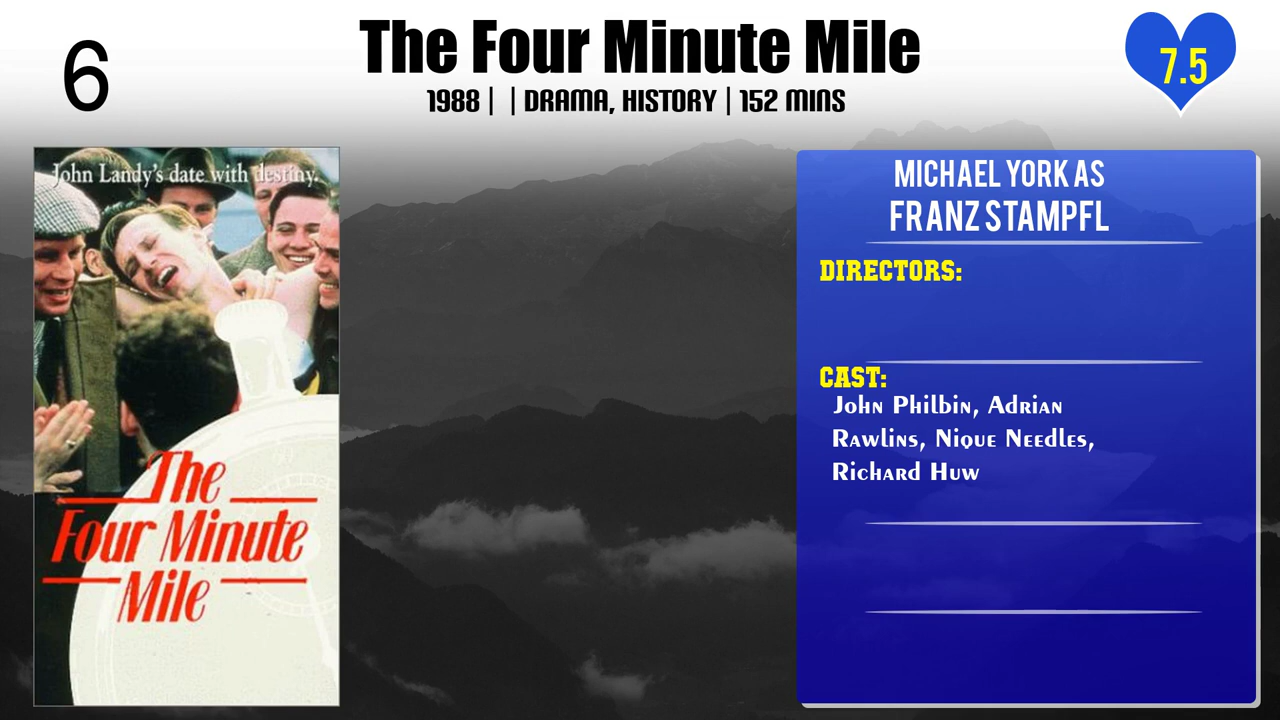 6
The Four Minute Mile
1988 | | DRAMA, HISTORY | 152 MINS
7.5
John Landy's date with destiny.
The
Four Minute
Mile
MICHAEL YORK AS
FRANZ STAMPFL
DIRECTORS:
CAST:
John Philbin, Adrian
Rawlins, Nique Needles,
Richard Huw